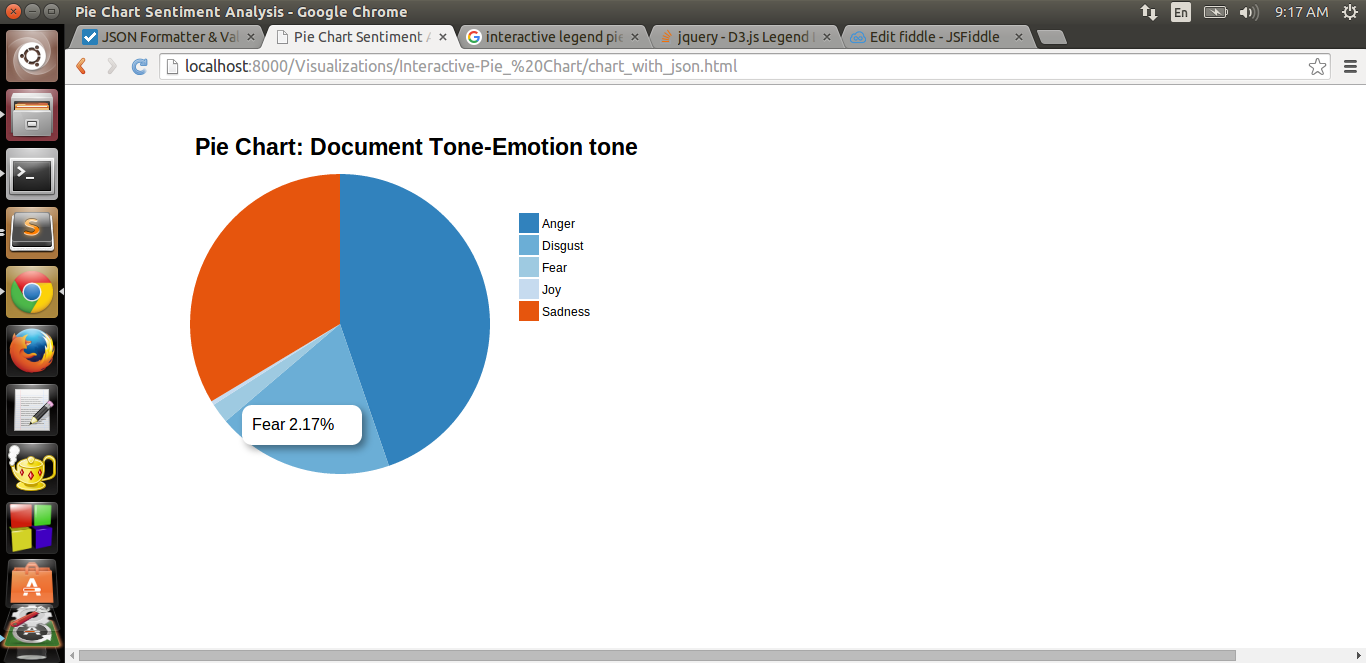 Pie Chart Sentiment Analysis - Google Chrome
En
9:17 AM
JSON Formatter & Val
Pie Chart Sentiment A
interactive legend pie
jquery - D3.js Legend
Edit fiddle - JSFiddle
localhost:8000/Visualizations/Interactive-Pie_%20Chart/chart_with_json.html
Pie Chart: Document Tone-Emotion tone
Anger
Disgust
Fear
Joy
Sadness
Fear 2.17%